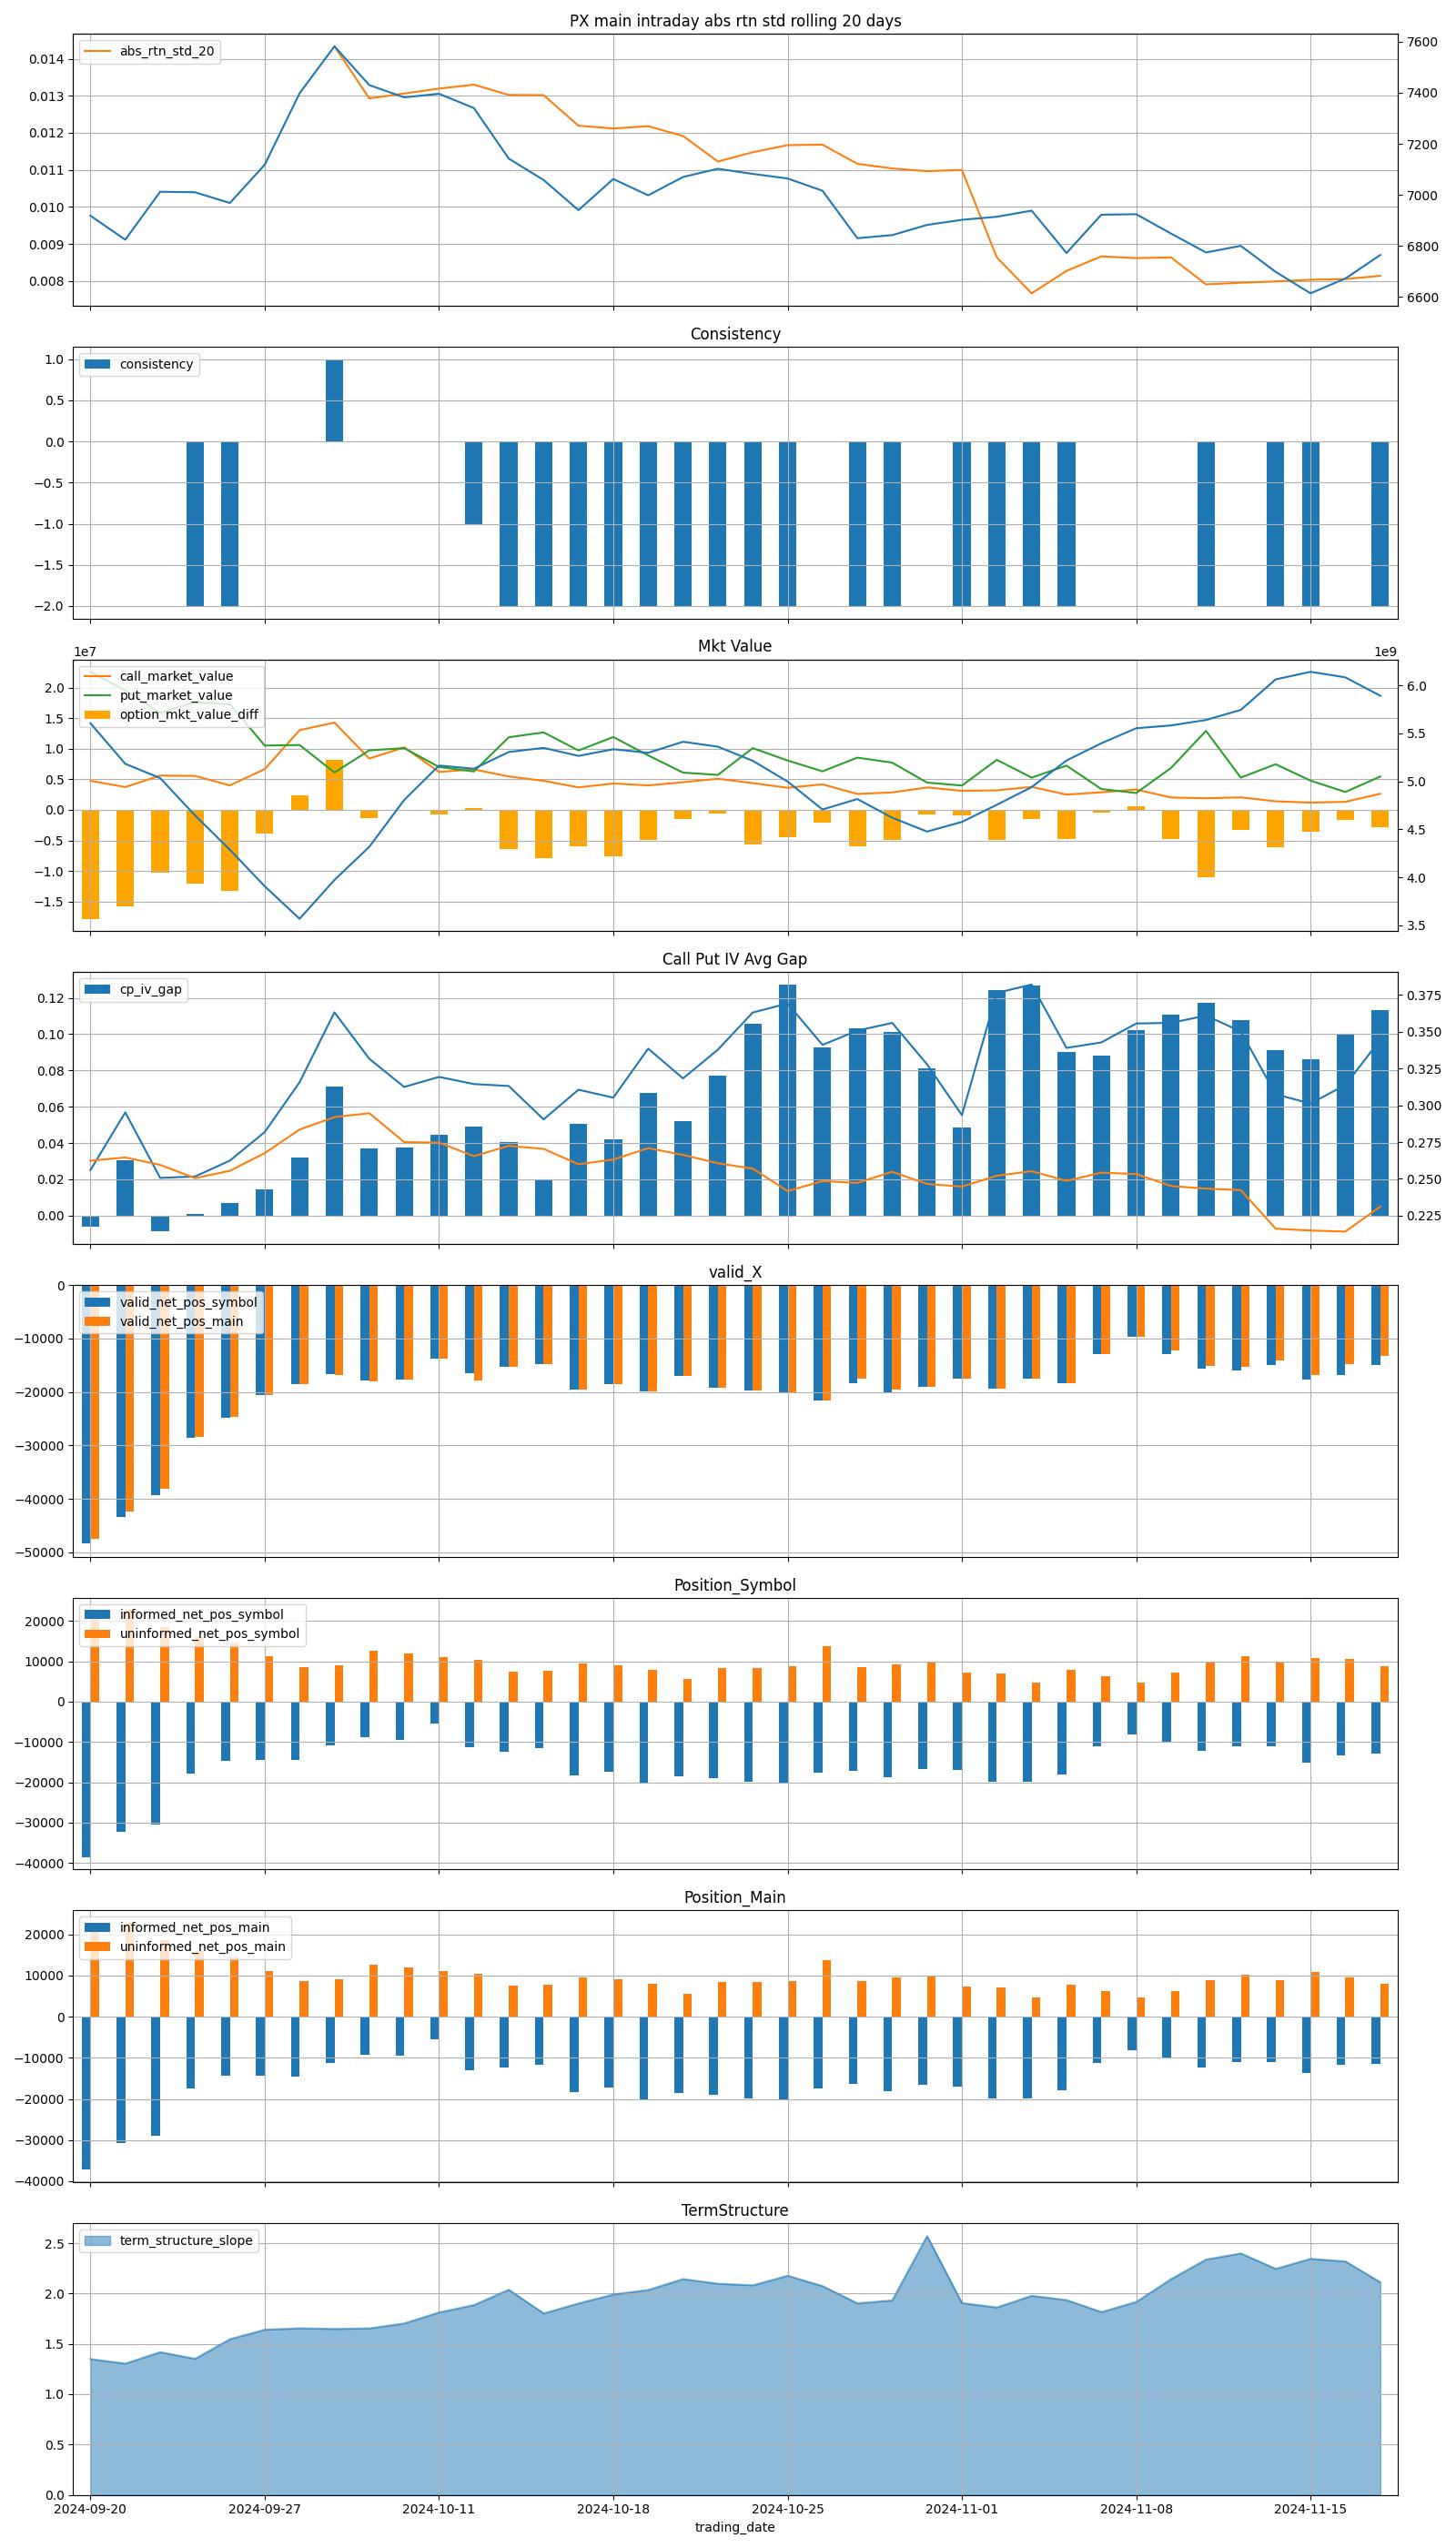 PX main intraday abs rtn std rolling 20 days
abs_rtn_std_20
0.014
0.013
0.012
0.011
0.010
0.009
0.008
7600
7400
7200
7000
6800
6600
Consistency
consistency
1.0
0.5
0.0
−0.5
−1.0
−1.5
−2.0
Mkt Value
1e7
1e9
call_market_value
put_market_value
option_mkt_value_diff
2.0
1.5
1.0
0.5
0.0
−0.5
−1.0
−1.5
6.0
5.5
5.0
4.5
4.0
3.5
Call Put IV Avg Gap
cp_iv_gap
0.12
0.10
0.08
0.06
0.04
0.02
0.00
0.375
0.350
0.325
0.300
0.275
0.250
0.225
valid_X
valid_net_pos_symbol
valid_net_pos_main
0
−10000
−20000
−30000
−40000
−50000
Position_Symbol
informed_net_pos_symbol
uninformed_net_pos_symbol
20000
10000
0
−10000
−20000
−30000
−40000
Position_Main
informed_net_pos_main
uninformed_net_pos_main
20000
10000
0
−10000
−20000
−30000
−40000
TermStructure
term_structure_slope
2.5
2.0
1.5
1.0
0.5
0.0
2024-09-20 2024-09-27 2024-10-11 2024-10-18 2024-10-25 2024-11-01 2024-11-08 2024-11-15
trading_date